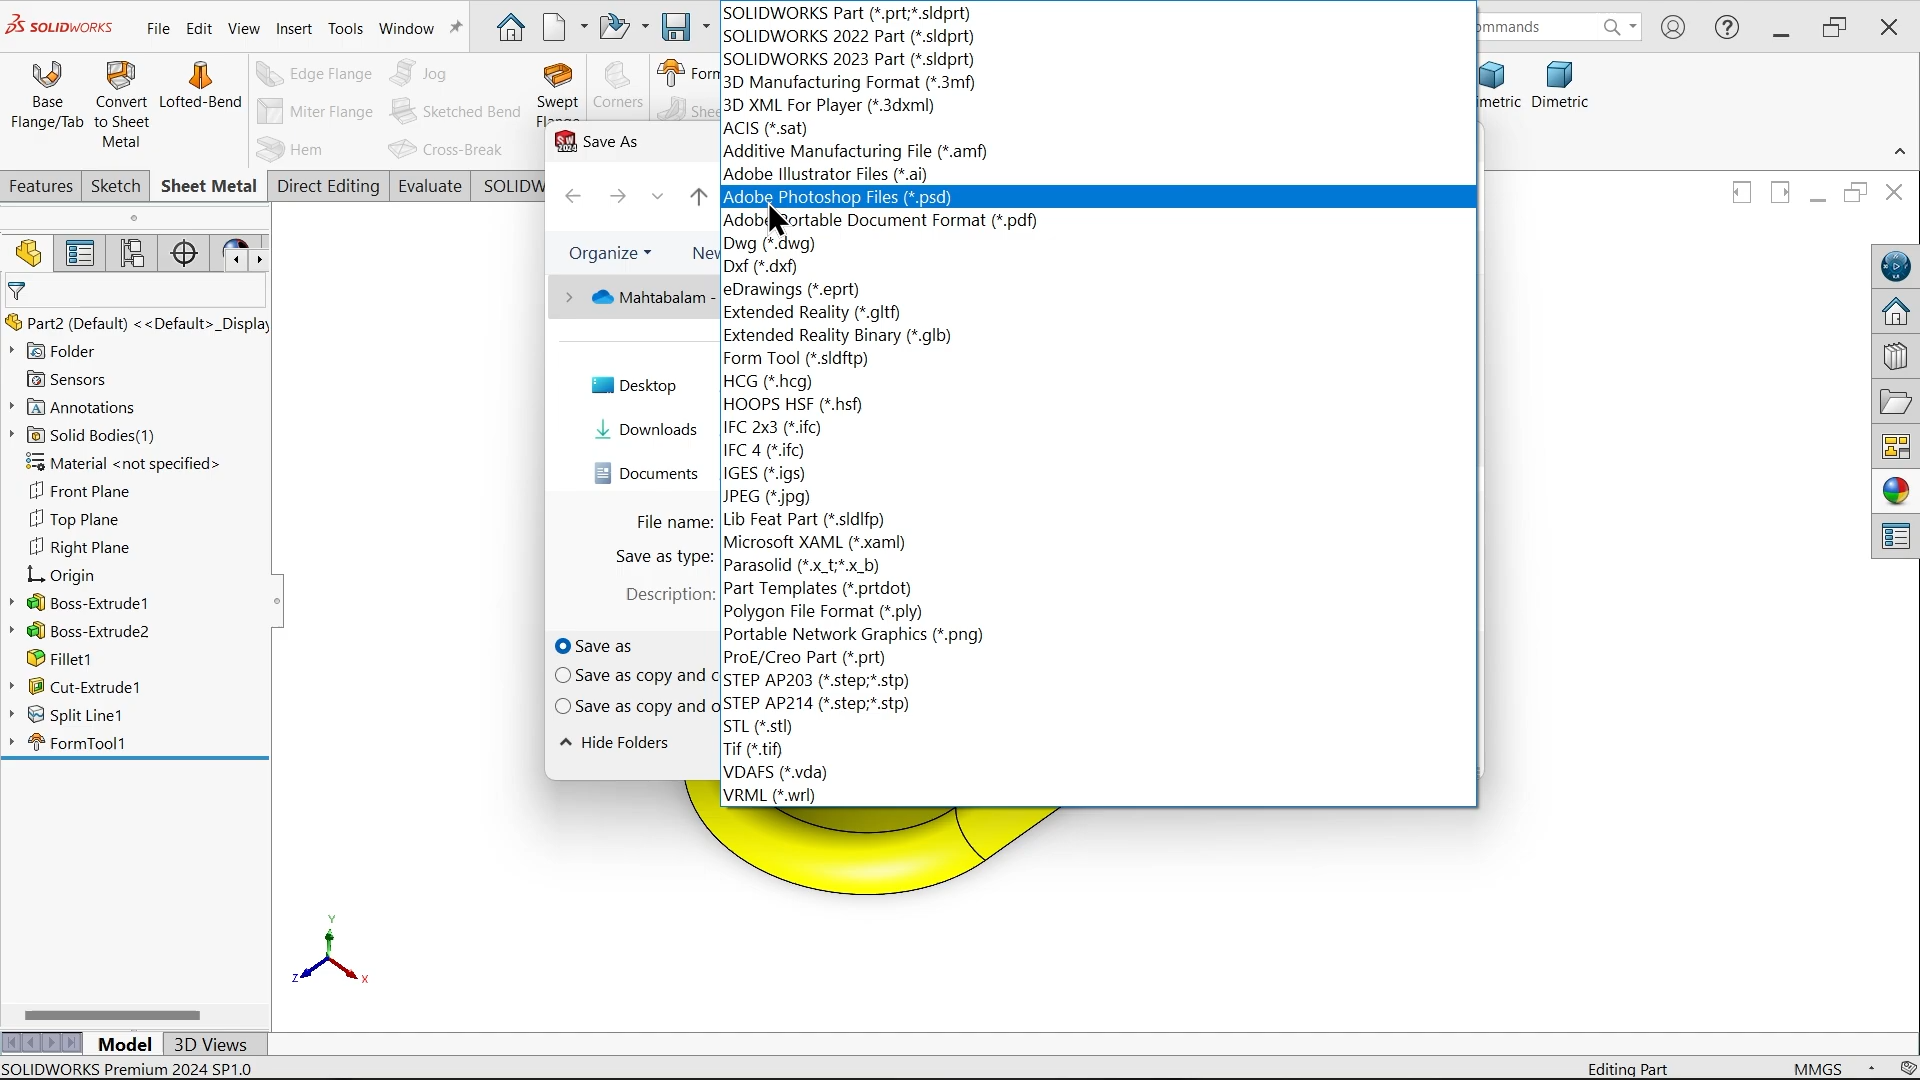 SOLIDWORKS File Edit View Insert Tools Window
Base Flange/Tab
Convert to Sheet Metal
Lofted-Bend
Edge Flange
Miter Flange
Hem
Jog
Sketched Bend
Cross-Break
Swept
Corners
Features Sketch Sheet Metal Direct Editing Evaluate SOLIDW
Dimetric
Part2 (Default) <<Default>_Display
Folder
Sensors
Annotations
Solid Bodies(1)
Material <not specified>
Front Plane
Top Plane
Right Plane
Origin
Boss-Extrude1
Boss-Extrude2
Fillet1
Cut-Extrude1
Split Line1
FormTool1
Save As
Organize
Mahtabalam -
Desktop
Downloads
Documents
File name:
Save as type:
Description:
Save as
Save as copy and c
Save as copy and o
Hide Folders
SOLIDWORKS Part (*.prt;*.sldprt)
SOLIDWORKS 2022 Part (*.sldprt)
SOLIDWORKS 2023 Part (*.sldprt)
3D Manufacturing Format (*.3mf)
3D XML For Player (*.3dxml)
ACIS (*.sat)
Additive Manufacturing File (*.amf)
Adobe Illustrator Files (*.ai)
Adobe Photoshop Files (*.psd)
Adobe Portable Document Format (*.pdf)
Dwg (*.dwg)
Dxf (*.dxf)
eDrawings (*.eprt)
Extended Reality (*.gltf)
Extended Reality Binary (*.glb)
Form Tool (*.sldftp)
HCG (*.hcg)
HOOPS HSF (*.hsf)
IFC 2x3 (*.ifc)
IFC 4 (*.ifc)
IGES (*.igs)
JPEG (*.jpg)
Lib Feat Part (*.sldlfp)
Microsoft XAML (*.xaml)
Parasolid (*.x_t;*.x_b)
Part Templates (*.prtdot)
Polygon File Format (*.ply)
Portable Network Graphics (*.png)
ProE/Creo Part (*.prt)
STEP AP203 (*.step;*.stp)
STEP AP214 (*.step;*.stp)
STL (*.stl)
Tif (*.tif)
VDAFS (*.vda)
VRML (*.wrl)
Y
Z
X
Model 3D Views
SOLIDWORKS Premium 2024 SP1.0
Editing Part MMGS